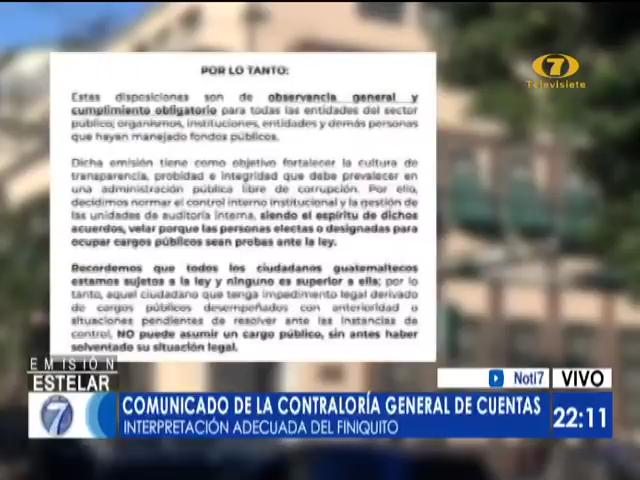 7
Televisiete
POR LO TANTO:
Estas disposiciones son de observancia general y
cumplimiento obligatorio para todas las entidades del sector
público; organismos, instituciones, entidades y demás personas
que hayan manejado fondos públicos.
Dicha emisión tiene como objetivo fortalecer la cultura de
transparencia, probidad e integridad que debe prevalecer en
una administración pública libre de corrupción. Por ello,
decidimos normar el control interno institucional y la gestión de
las unidades de auditoría interna, siendo el espíritu de dichos
acuerdos, velar porque las personas electas o designadas para
ocupar cargos públicos sean probas ante la ley.
Recordemos que todos los ciudadanos guatemaltecos
estamos sujetos a la ley y ninguno es superior a ella; por lo
tanto, aquel ciudadano que tenga impedimento legal derivado
de cargos públicos desempeñados con anterioridad o
situaciones pendientes de resolver ante las instancias de
control, NO puede asumir un cargo público, sin antes haber
solventado su situación legal.
EMISIÓN
ESTELAR
Noti7
VIVO
7
COMUNICADO DE LA CONTRALORÍA GENERAL DE CUENTAS
INTERPRETACIÓN ADECUADA DEL FINIQUITO
22:11